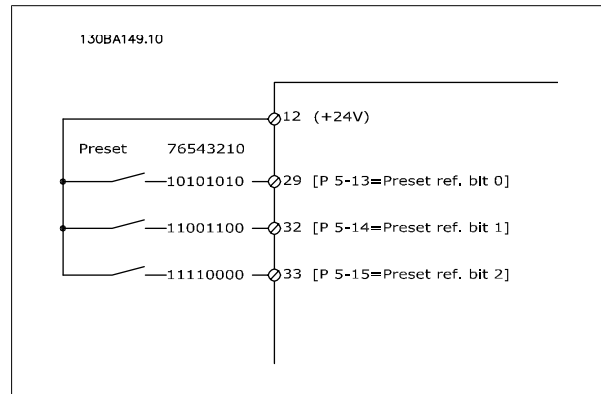 130BA149.10
12 (+24V)
Preset 76543210
10101010 29 [P 5-13=Preset ref. bit 0]
11001100 32 [P 5-14=Preset ref. bit 1]
11110000 33 [P 5-15=Preset ref. bit 2]